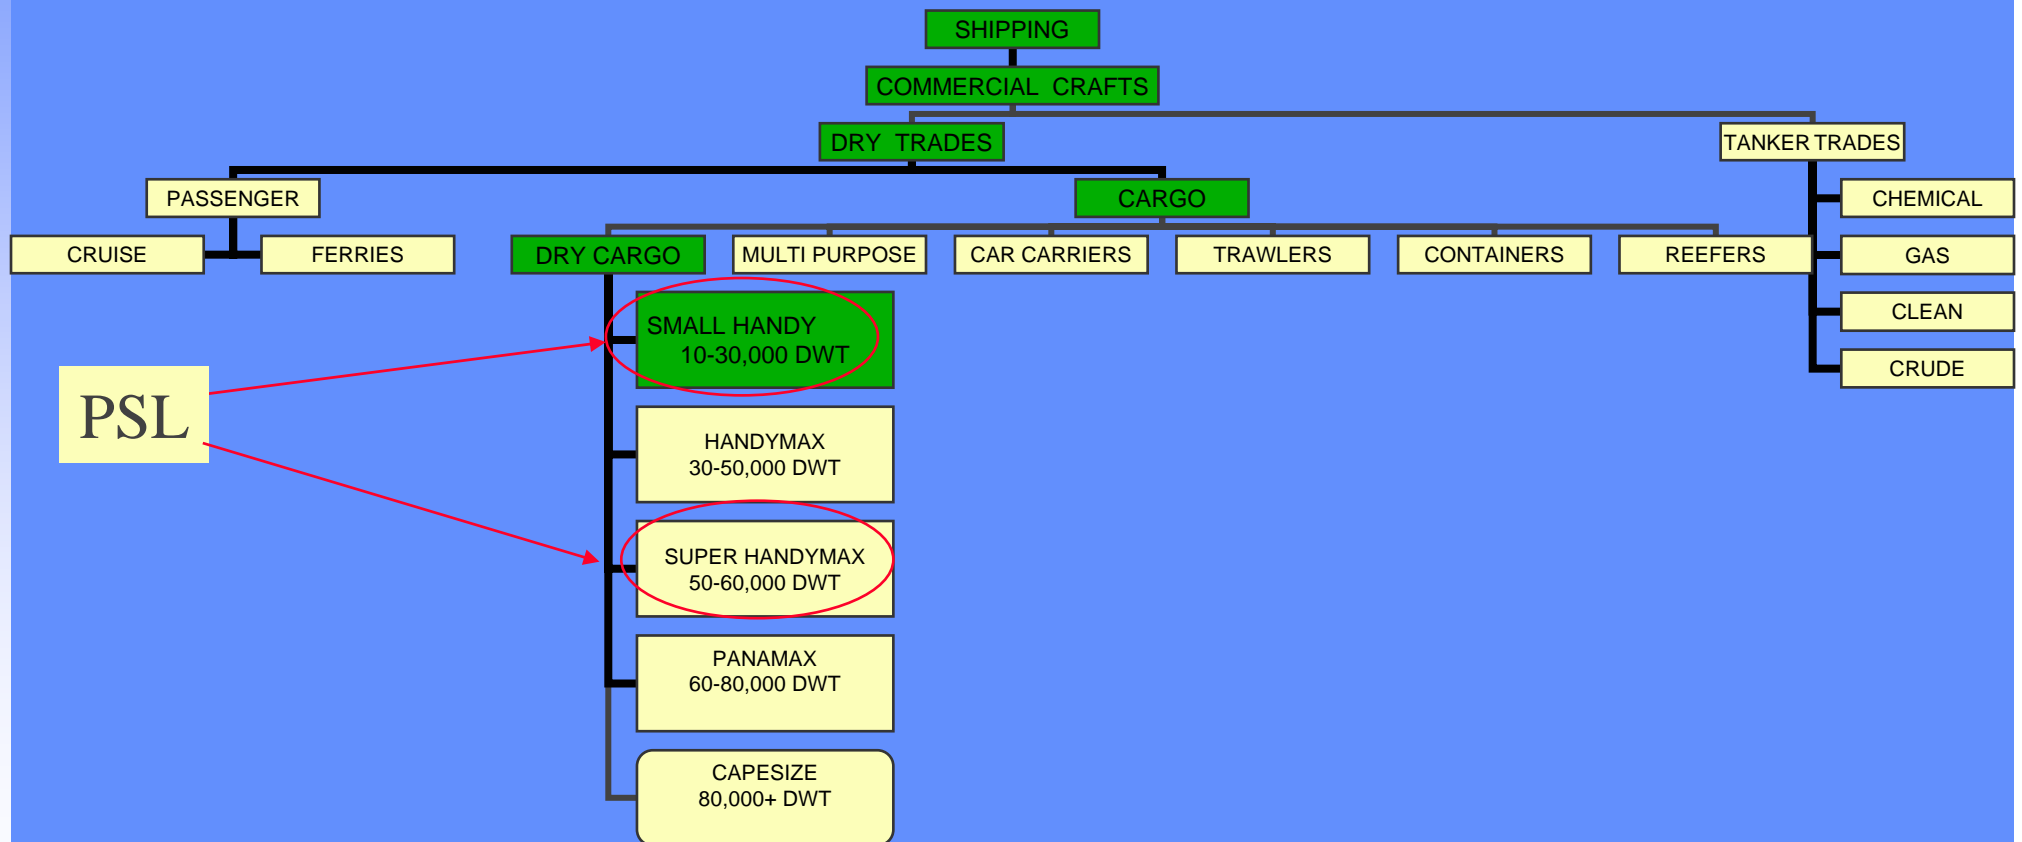 SHIPPING
COMMERCIAL CRAFTS
DRY TRADES
TANKER TRADES
PASSENGER
CARGO
CHEMICAL
CRUISE
FERRIES
DRY CARGO
MULTI PURPOSE
CAR CARRIERS
TRAWLERS
CONTAINERS
REEFERS
GAS
SMALL HANDY
10-30,000 DWT
CLEAN
CRUDE
PSL
HANDYMAX
30-50,000 DWT
SUPER HANDYMAX
50-60,000 DWT
PANAMAX
60-80,000 DWT
CAPESIZE
80,000+ DWT